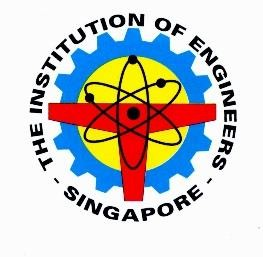 THE INSTITUTION OF ENGINEERS
- SINGAPORE -